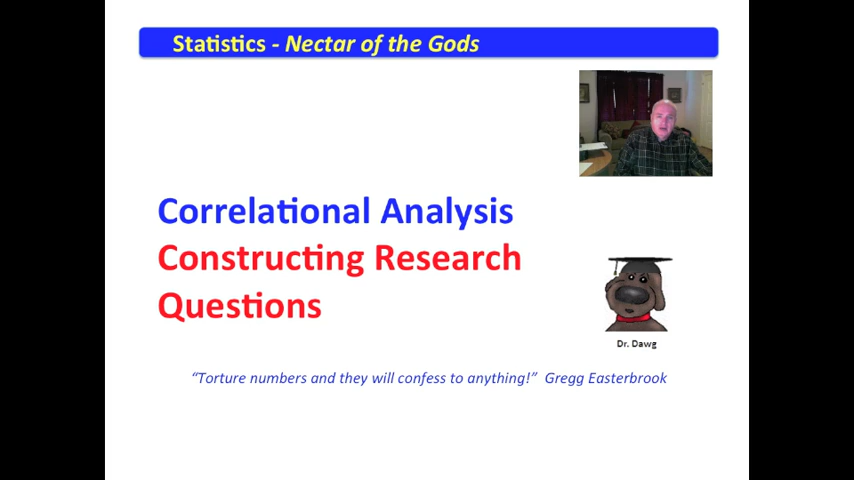 Statistics - Nectar of the Gods
Correlational Analysis
Constructing Research
Questions
Dr. Dawg
“Torture numbers and they will confess to anything!” Gregg Easterbrook